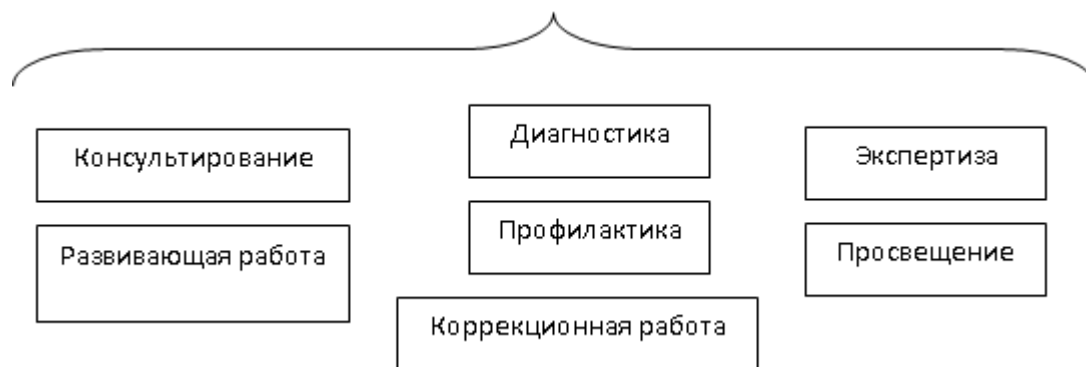 Консультирование
Диагностика
Экспертиза
Развивающая работа
Профилактика
Просвещение
Коррекционная работа